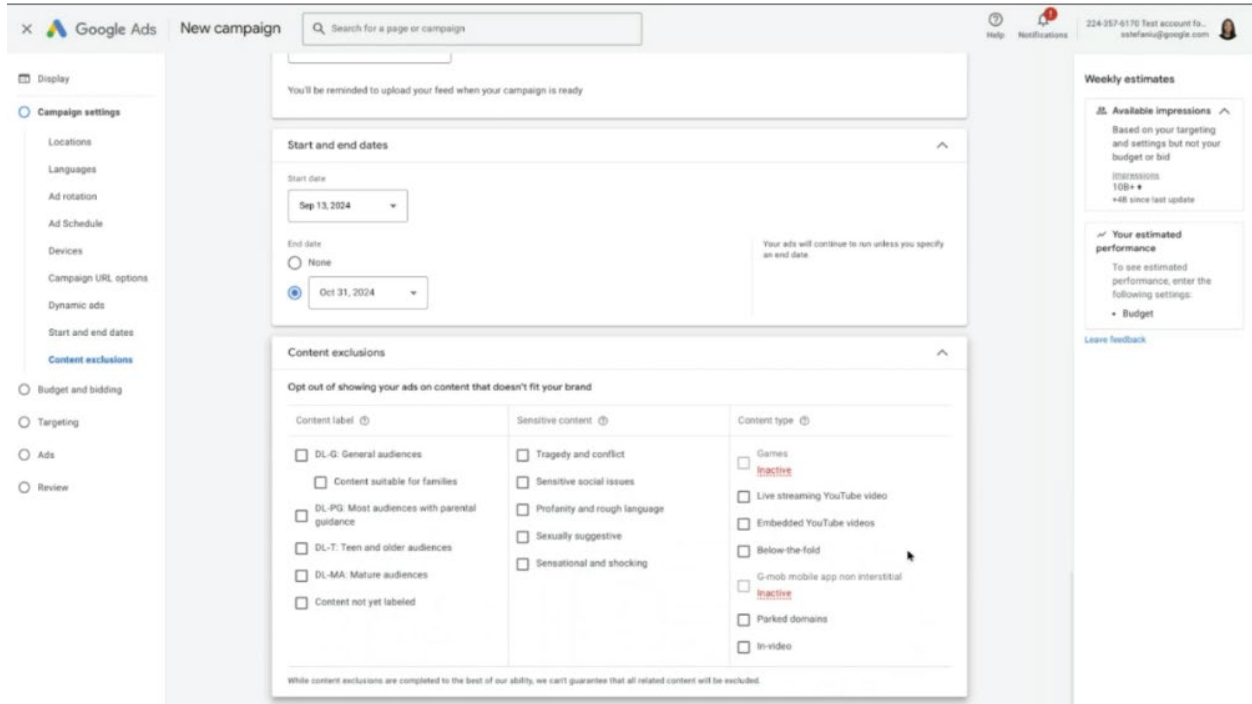 Google Ads
New campaign
Search for a page or campaign
Help
Notifications
224-357-6170 Test account fo...
sstefaniu@google.com
Display
Campaign settings
Locations
Languages
Ad rotation
Ad Schedule
Devices
Campaign URL options
Dynamic ads
Start and end dates
Content exclusions
Budget and bidding
Targeting
Ads
Review
You'll be reminded to upload your feed when your campaign is ready
Start and end dates
Start date
Sep 13, 2024
End date
None
Oct 31, 2024
Your ads will continue to run unless you specify
an end date.
Content exclusions
Opt out of showing your ads on content that doesn't fit your brand
Content label
DL-G: General audiences
Content suitable for families
DL-PG: Most audiences with parental
guidance
DL-T: Teen and older audiences
DL-MA: Mature audiences
Content not yet labeled
Sensitive content
Tragedy and conflict
Sensitive social issues
Profanity and rough language
Sexually suggestive
Sensational and shocking
Content type
Games
Inactive
Live streaming YouTube video
Embedded YouTube videos
Below-the-fold
G-mob mobile app non interstitial
Inactive
Parked domains
In-video
While content exclusions are completed to the best of our ability, we can't guarantee that all related content will be excluded.
Weekly estimates
Available impressions
Based on your targeting
and settings but not your
budget or bid
Impressions
10B+
+4B since last update
Your estimated
performance
To see estimated
performance, enter the
following settings:
• Budget
Leave feedback